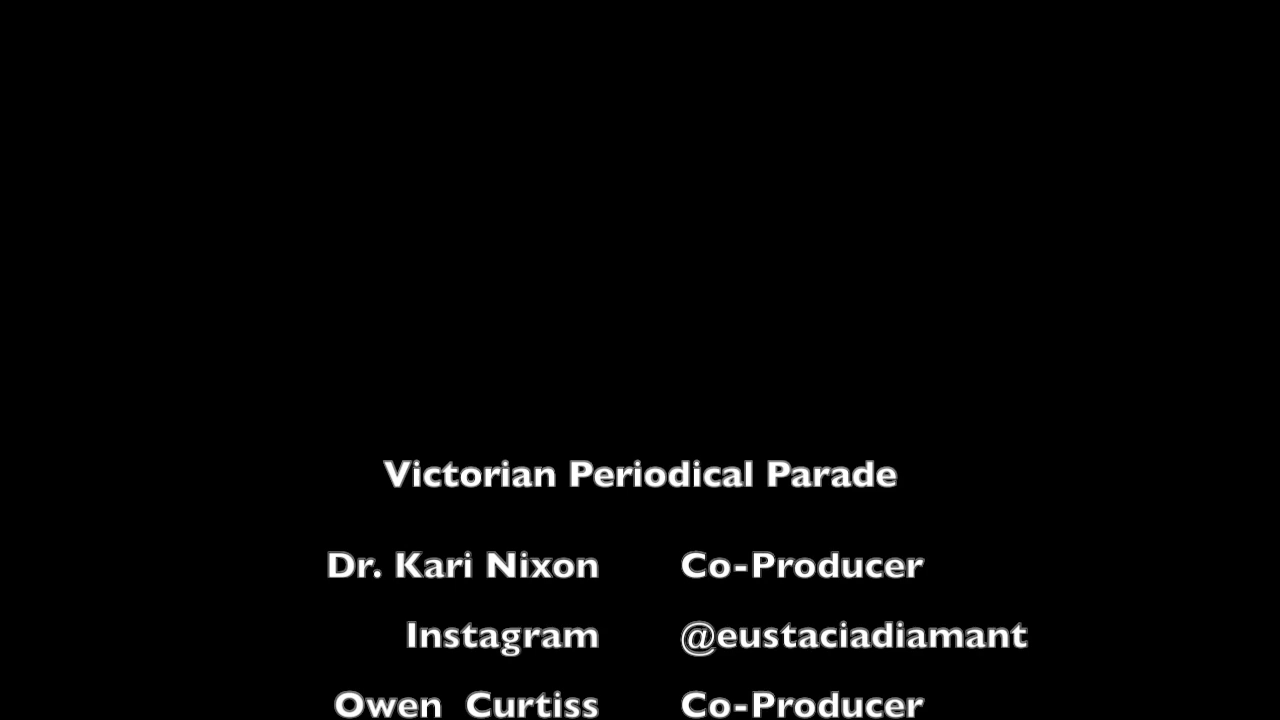 Victorian Periodical Parade
Dr. Kari Nixon Co-Producer
Instagram @eustaciadiamant
Owen Curtiss Co-Producer